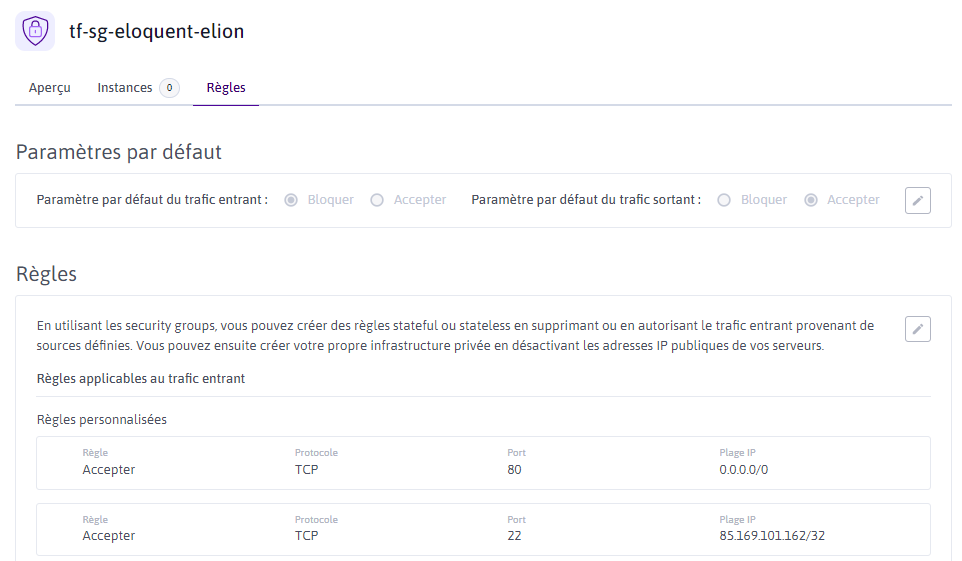 tf-sg-eloquent-elion
Aperçu Instances 0 Règles
Paramètres par défaut
Paramètre par défaut du trafic entrant : Bloquer Accepter Paramètre par défaut du trafic sortant : Bloquer Accepter
Règles
En utilisant les security groups, vous pouvez créer des règles stateful ou stateless en supprimant ou en autorisant le trafic entrant provenant de
sources définies. Vous pouvez ensuite créer votre propre infrastructure privée en désactivant les adresses IP publiques de vos serveurs.
Règles applicables au trafic entrant
Règles personnalisées
Règle Protocole Port Plage IP
Accepter TCP 80 0.0.0.0/0
Règle Protocole Port Plage IP
Accepter TCP 22 85.169.101.162/32